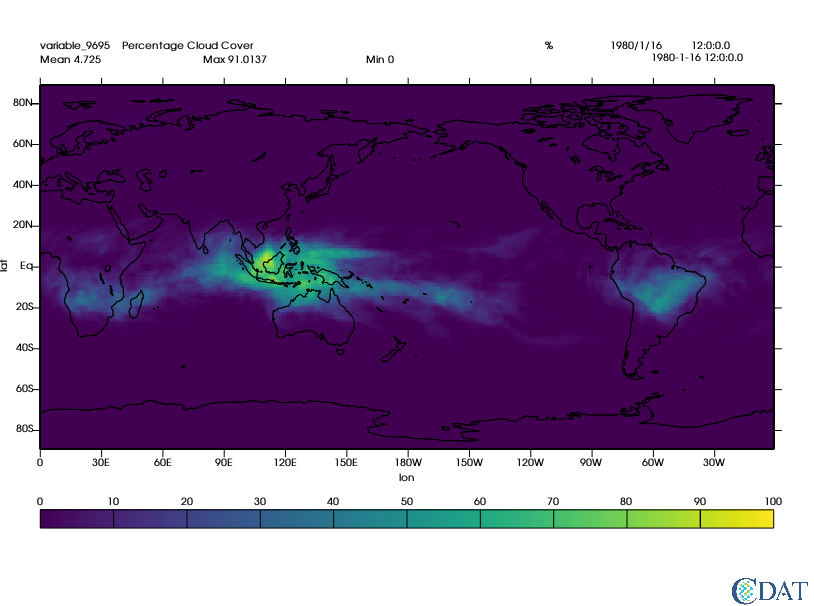 variable_9695 Percentage Cloud Cover % 1980/1/16 12:0:0.0
Mean 4.725 Max 91.0137 Min 0 1980-1-16 12:0:0.0
80N
60N
40N
20N
Eq
20S
40S
60S
80S
lat
0 30E 60E 90E 120E 150E 180W 150W 120W 90W 60W 30W
lon
0 10 20 30 40 50 60 70 80 90 100
CDAT